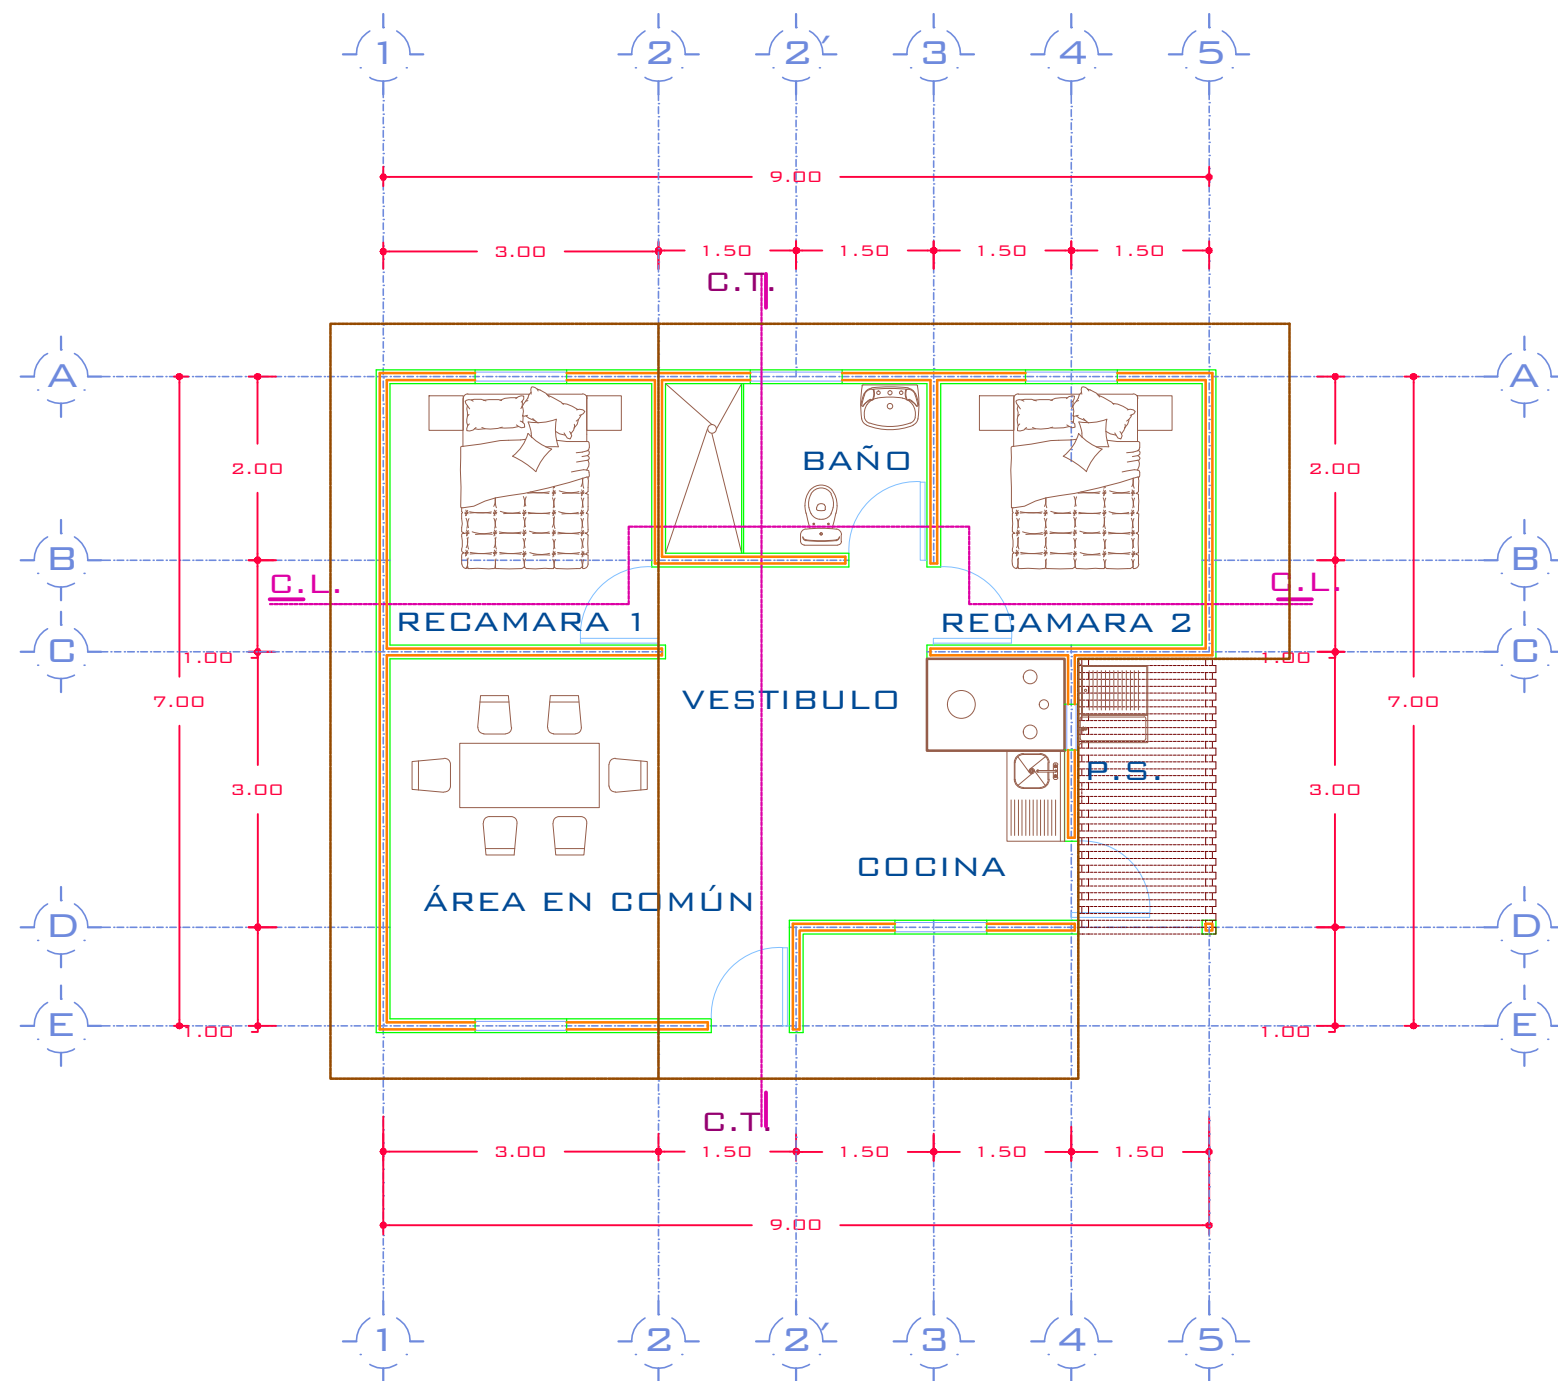 1 2 2´ 3 4 5
9.00
3.00 1.50 1.50 1.50 1.50
C.T.
A A
2.00 BAÑO 2.00
B B
C.L. C.L.
RECAMARA 1 RECAMARA 2
C C
1.00 1.00
7.00 VESTIBULO 7.00
P.S.
3.00 3.00
COCINA
ÁREA EN COMÚN
D D
E E
1.00 1.00
C.T.
3.00 1.50 1.50 1.50 1.50
9.00
1 2 2´ 3 4 5